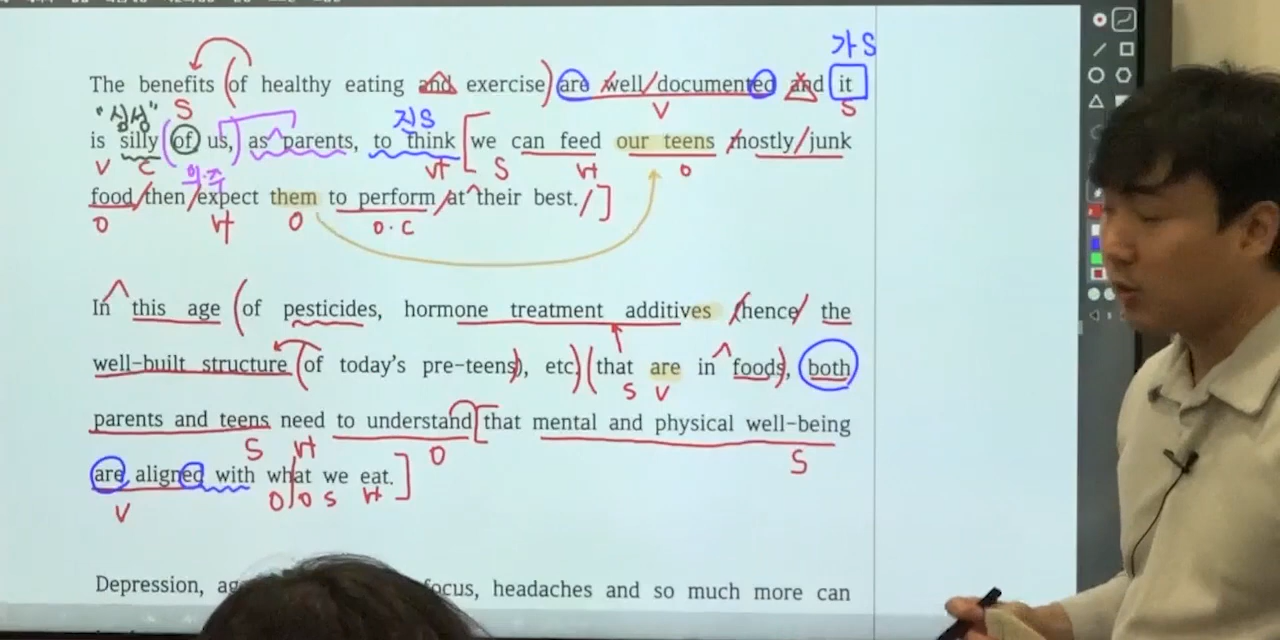 가S
The benefits (of healthy eating and exercise) are well/documented and it
S V S
"심성" 진S
is silly (of us,) as parents, to think [we can feed our teens mostly/junk
V C 의.주 vt S vt O
food/then/expect them to perform/at their best./]
O vt O O.C
In this age (of pesticides, hormone treatment additives (hence/ the
well-built structure (of today's pre-teens), etc)(that are in foods), both
S V
parents and teens need to understand [that mental and physical well-being
S vt O S
are aligned with what we eat.]
V O/O S vt
Depression, ocus, headaches and so much more can